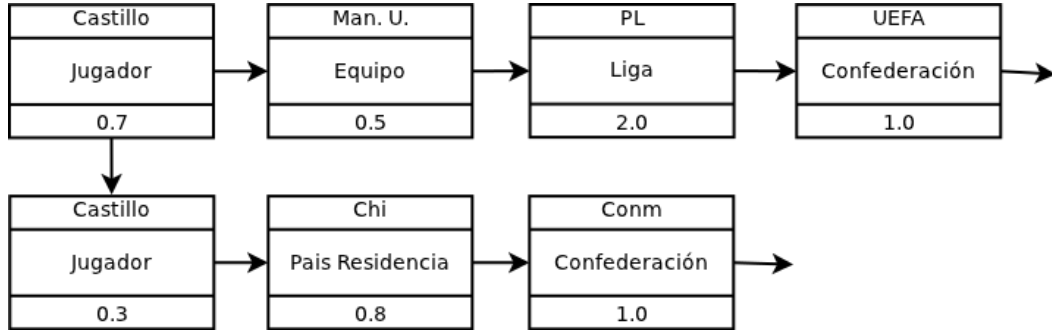 Castillo
Jugador
0.7
Man. U.
Equipo
0.5
PL
Liga
2.0
UEFA
Confederación
1.0
Castillo
Jugador
0.3
Chi
Pais Residencia
0.8
Conm
Confederación
1.0